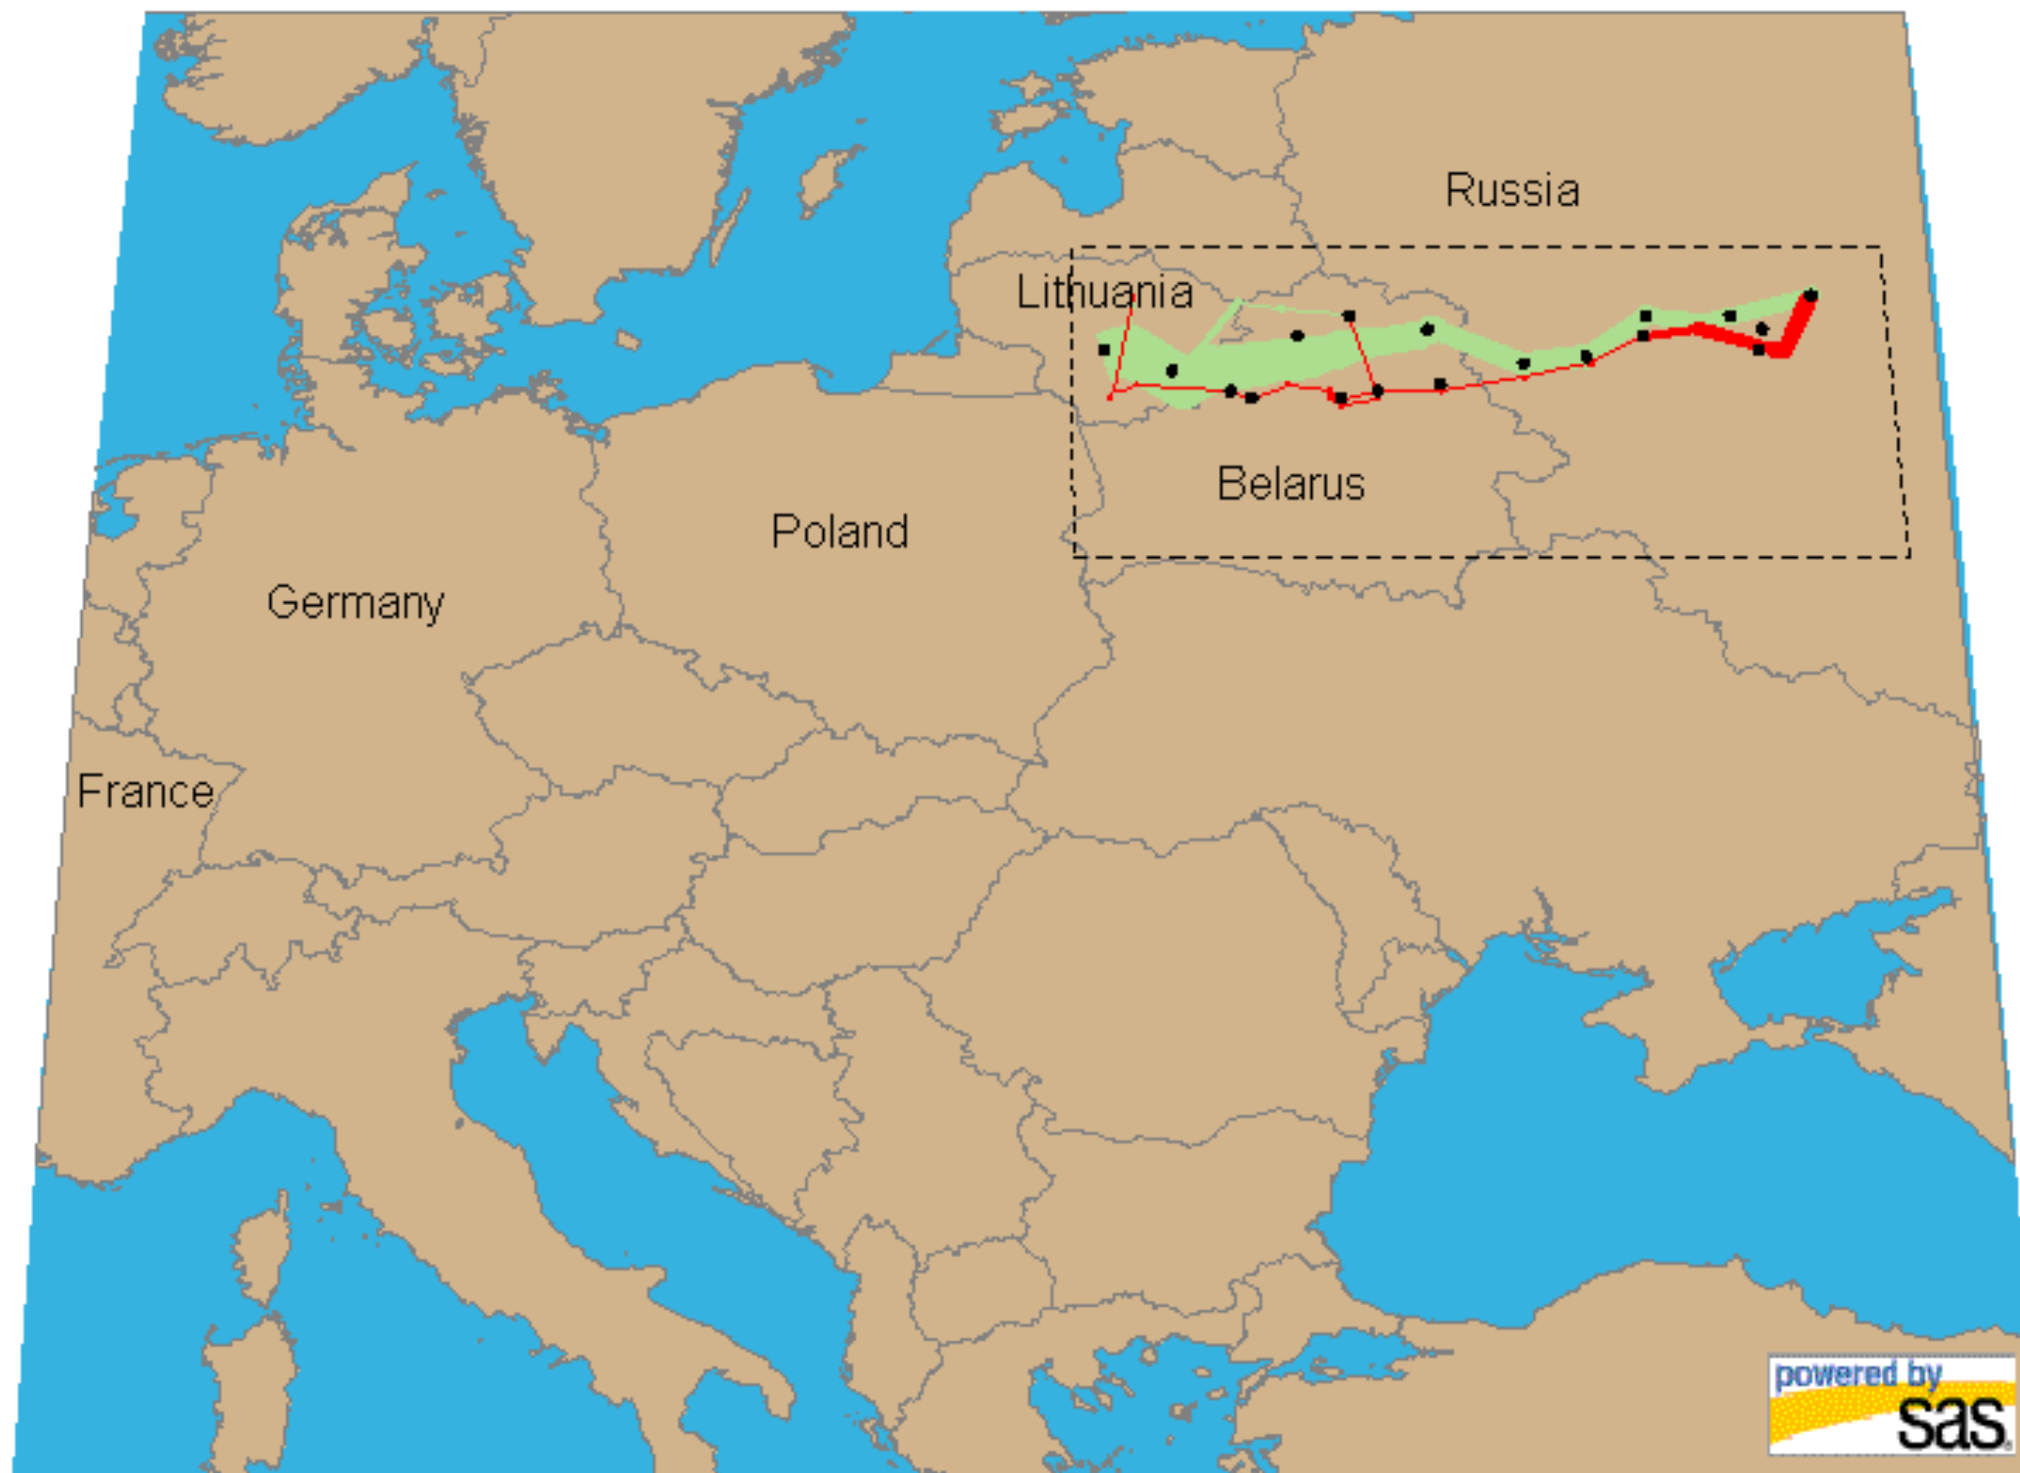 Russia
Lithuania
Belarus
Poland
Germany
France
powered by
sas